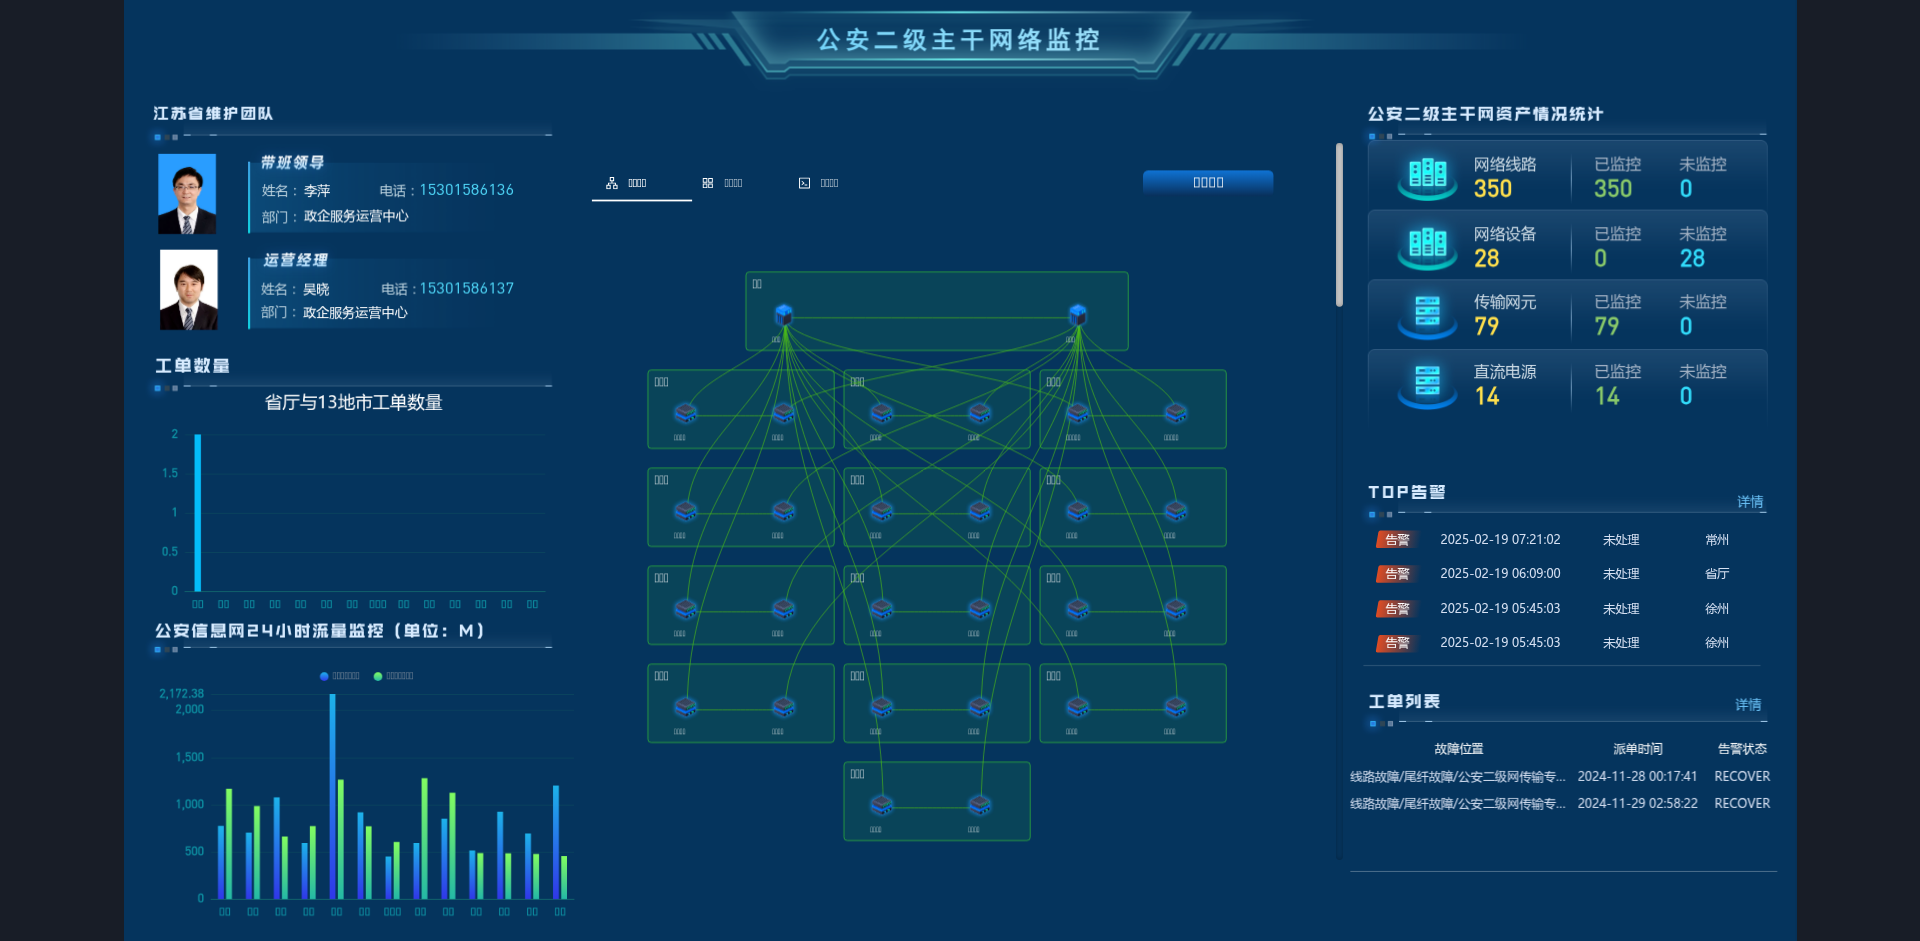 公安二级主干网络监控
江苏省维护团队
带班领导
姓名： 李萍 电话：15301586136
部门： 政企服务运营中心
运营经理
姓名： 吴晓 电话：15301586137
部门： 政企服务运营中心
工单数量
省厅与13地市工单数量
2
1.5
1
0.5
0
公安信息网24小时流量监控（单位：M）
2,172.38
2,000
1,500
1,000
500
0
公安二级主干网资产情况统计
网络线路 已监控 未监控
350 350 0
网络设备 已监控 未监控
28 0 28
传输网元 已监控 未监控
79 79 0
直流电源 已监控 未监控
14 14 0
TOP告警 详情
告警 2025-02-19 07:21:02 未处理 常州
告警 2025-02-19 06:09:00 未处理 省厅
告警 2025-02-19 05:45:03 未处理 徐州
告警 2025-02-19 05:45:03 未处理 徐州
工单列表 详情
故障位置 派单时间 告警状态
线路故障/尾纤故障/公安二级网传输专... 2024-11-28 00:17:41 RECOVER
线路故障/尾纤故障/公安二级网传输专... 2024-11-29 02:58:22 RECOVER